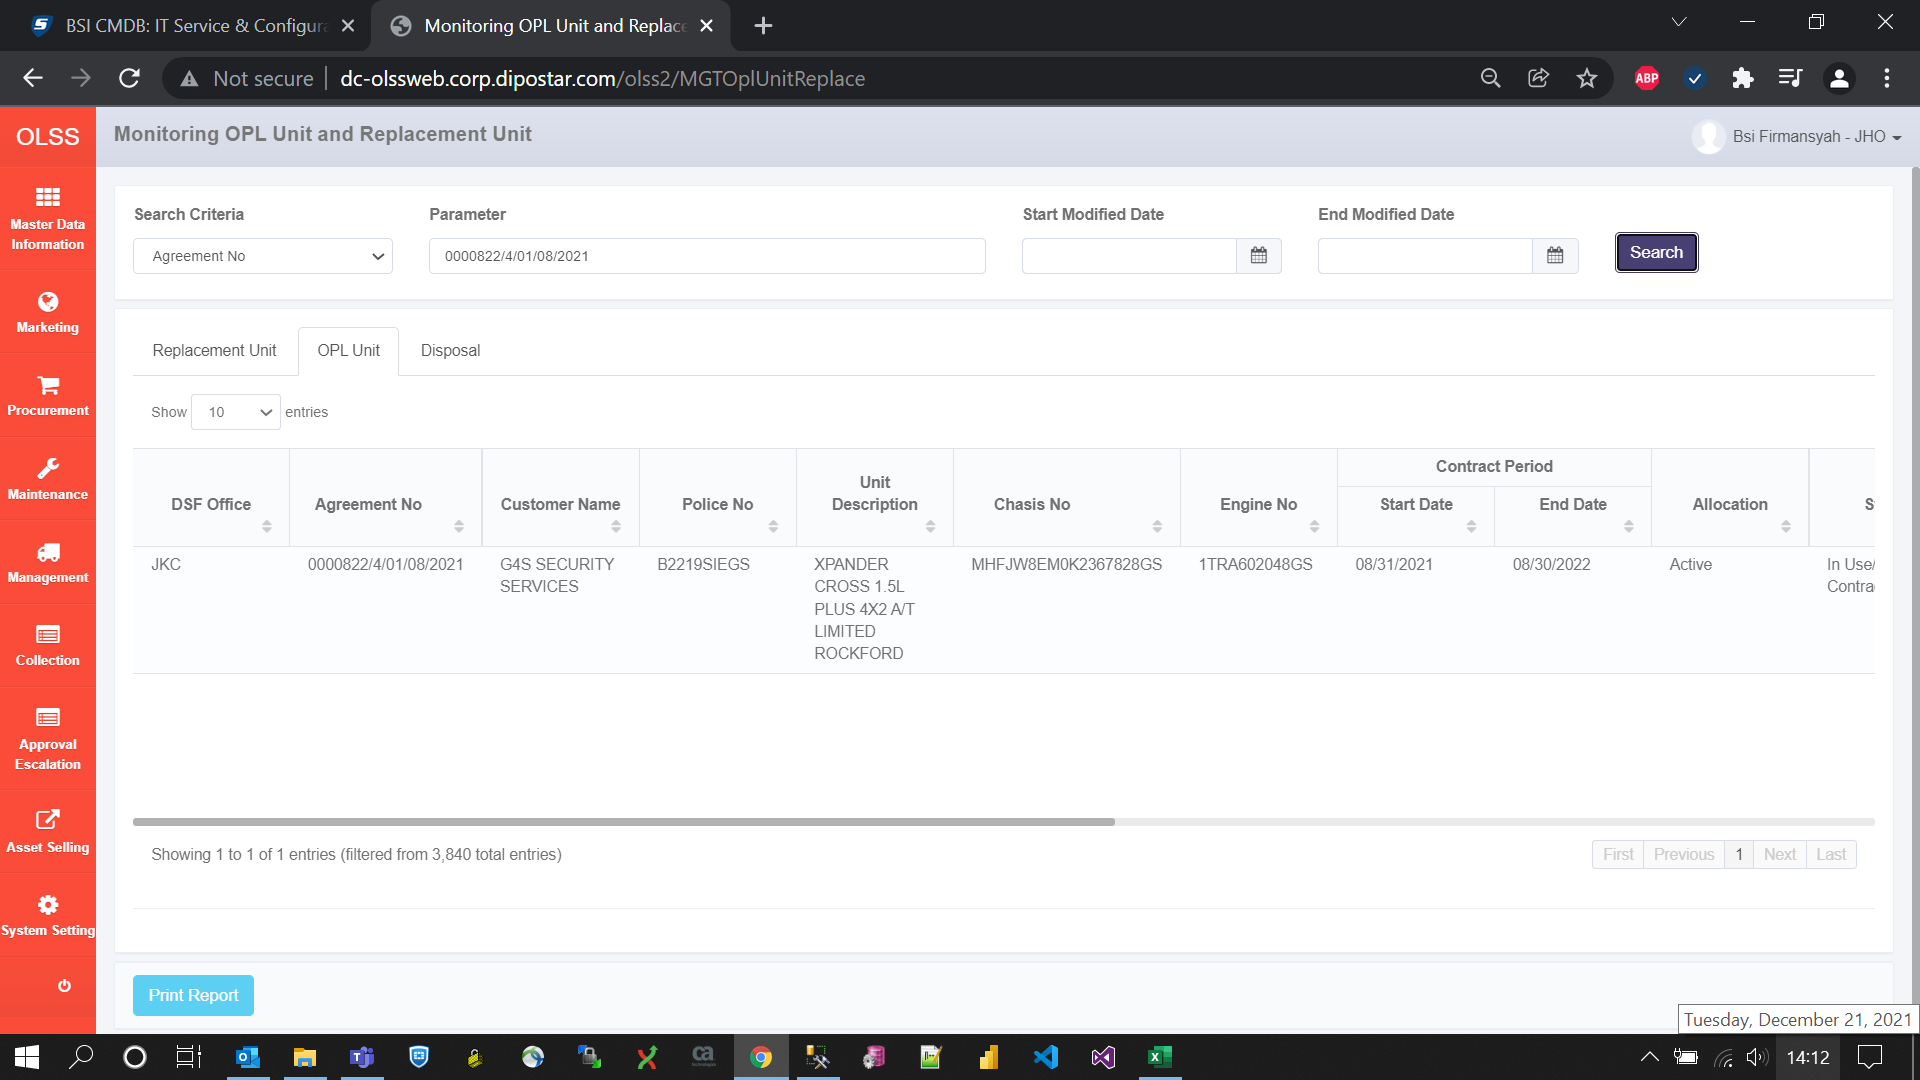 BSI CMDB: IT Service & Configura
Monitoring OPL Unit and Replace
Not secure
dc-olssweb.corp.dipostar.com/olss2/MGTOplUnitReplace
ABP
OLSS
Monitoring OPL Unit and Replacement Unit
Bsi Firmansyah - JHO
Master Data
Information
Marketing
Procurement
Maintenance
Management
Collection
Approval
Escalation
Asset Selling
System Setting
Search Criteria
Parameter
Start Modified Date
End Modified Date
Agreement No
0000822/4/01/08/2021
Search
Replacement Unit
OPL Unit
Disposal
Show 10 entries
Contract Period
DSF Office
Agreement No
Customer Name
Police No
Unit
Description
Chasis No
Engine No
Start Date
End Date
Allocation
S
JKC
0000822/4/01/08/2021
G4S SECURITY
SERVICES
B2219SIEGS
XPANDER
CROSS 1.5L
PLUS 4X2 A/T
LIMITED
ROCKFORD
MHFJW8EM0K2367828GS
1TRA602048GS
08/31/2021
08/30/2022
Active
In Use/
Contra
Showing 1 to 1 of 1 entries (filtered from 3,840 total entries)
First
Previous
1
Next
Last
Print Report
Tuesday, December 21, 2021
ca
14:12